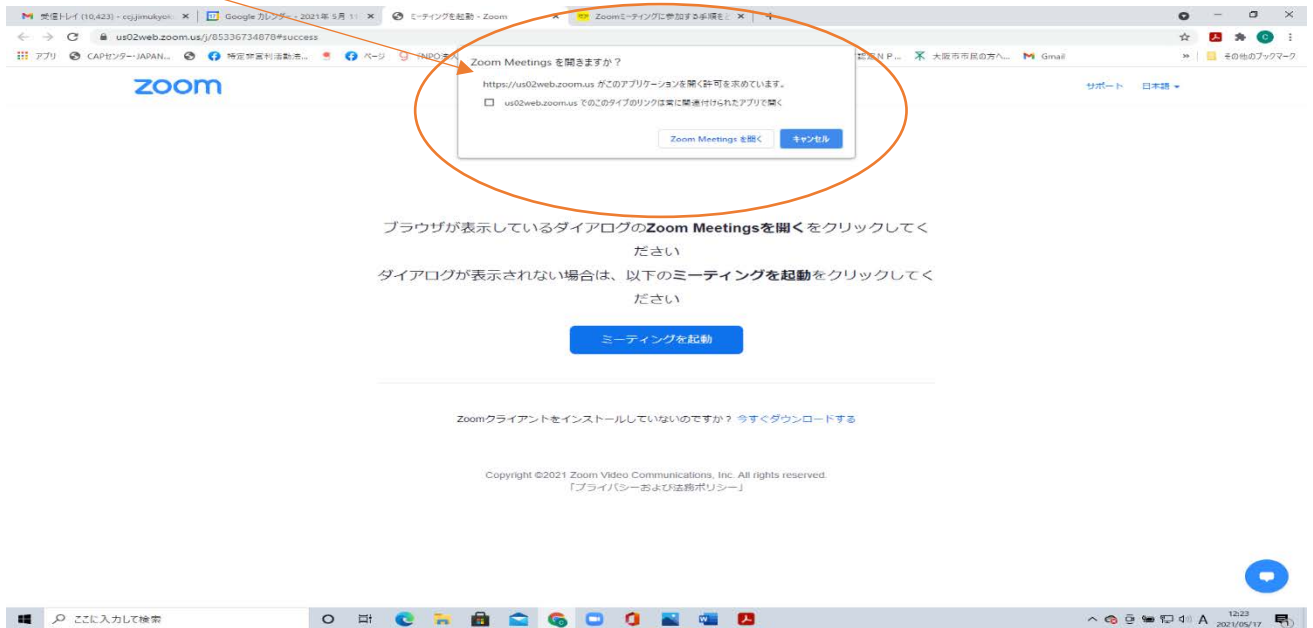 受信トレイ (10,423) - ccj.jimukyok
Google カレンダー - 2021年 5月 1
ミーティングを起動 - Zoom
Zoomミーティングに参加する手順をと
us02web.zoom.us/j/85336734878#success
アプリ
CAPセンター・JAPAN...
特定非営利活動法...
ページ
大阪市市民の方へ...
Gmail
その他のブックマーク
zoom
サポート 日本語
Zoom Meetings を開きますか？
https://us02web.zoom.us がこのアプリケーションを開く許可を求めています。
us02web.zoom.us でのこのタイプのリンクは常に関連付けられたアプリで開く
Zoom Meetings を開く
キャンセル
ブラウザが表示しているダイアログのZoom Meetingsを開くをクリックしてく
ださい
ダイアログが表示されない場合は、以下のミーティングを起動をクリックしてく
ださい
ミーティングを起動
Zoomクライアントをインストールしていないのですか？ 今すぐダウンロードする
Copyright ©2021 Zoom Video Communications, Inc. All rights reserved.
「プライバシーおよび法務ポリシー」
ここに入力して検索
A
12:23
2021/05/17